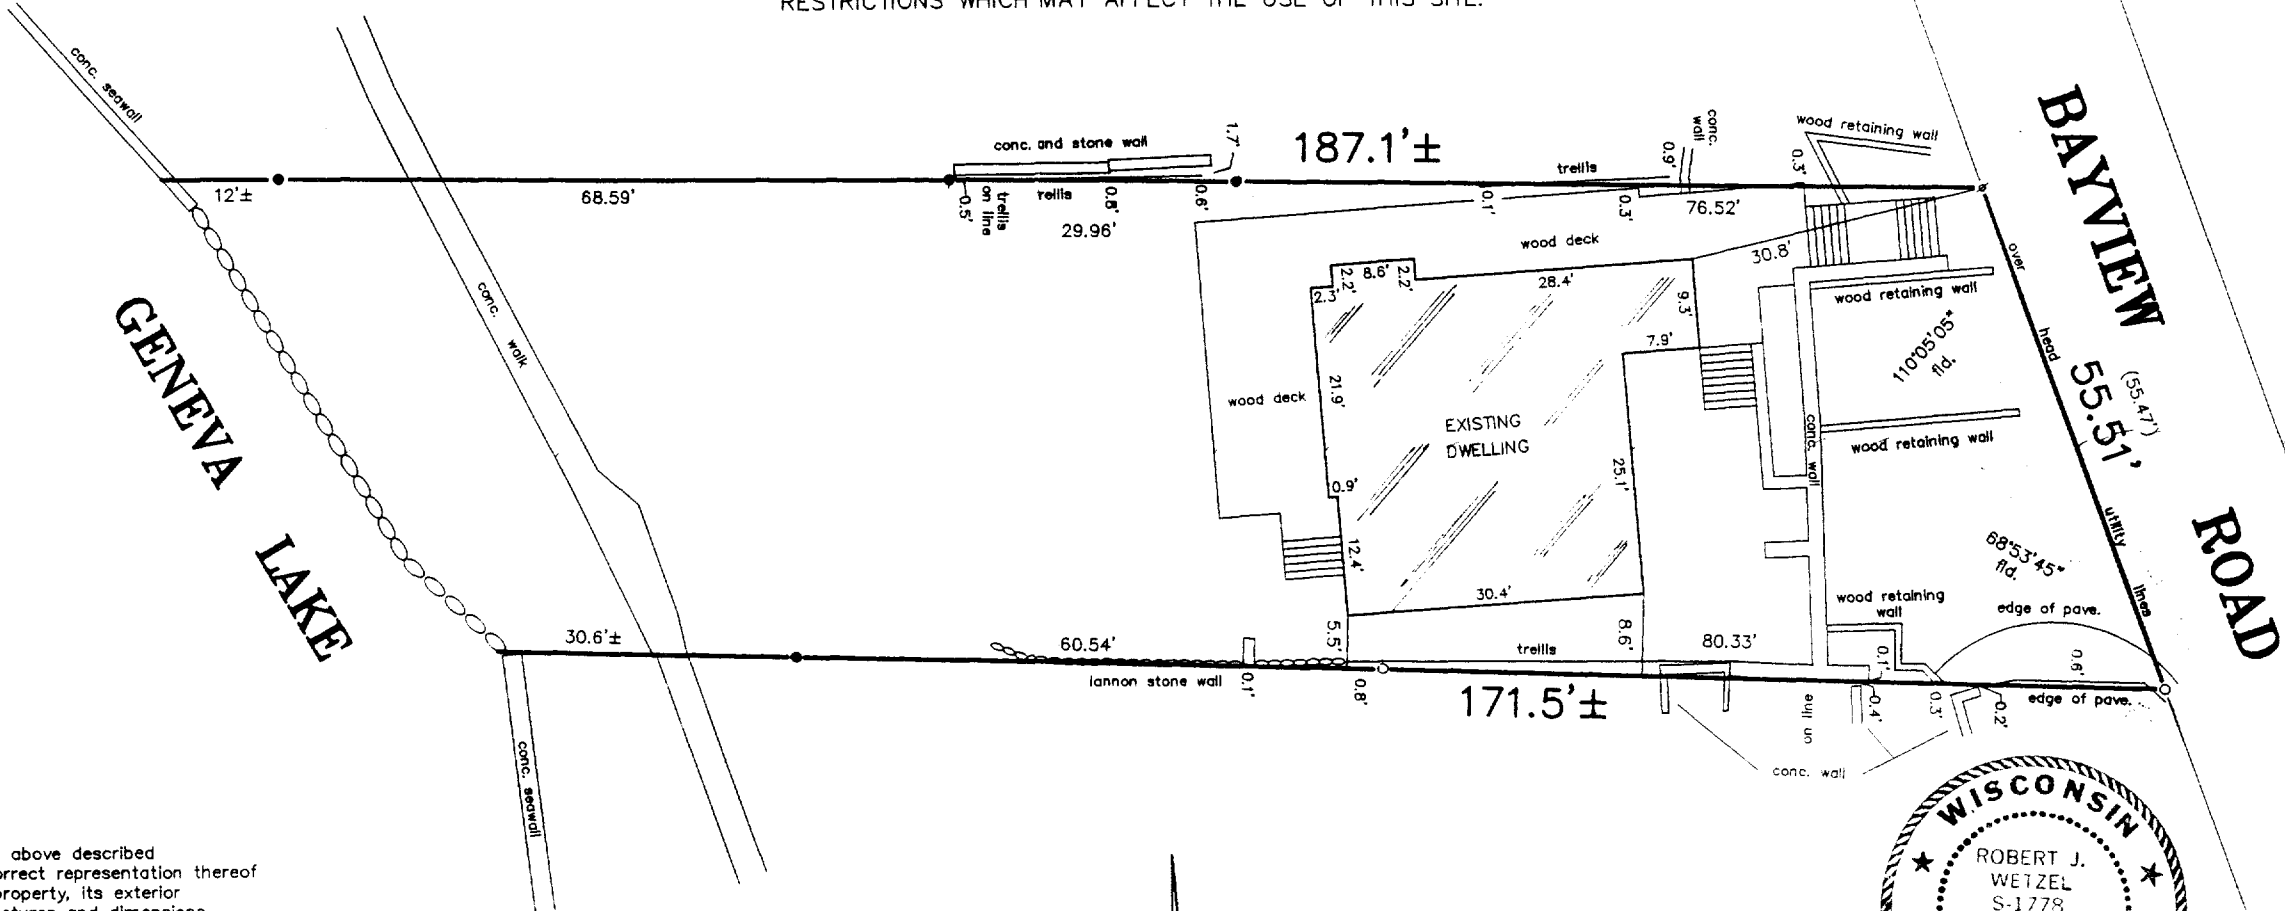 RESTRICTIONS WHICH MAY AFFECT THE USE OF THIS SITE.
conc. seawall
conc. and stone wall
1.7'
187.1'±
conc. wall
wood retaining wall
BAYVIEW ROAD
12'±
68.59'
0.5'
trellis on line
rellis
0.8'
0.6'
29.96'
trellis
0.9'
0.1'
0.3'
76.52'
0.3'
wood deck
30.8'
over head utility lines
conc. walk
GENEVA LAKE
2.3'
2.2'
8.6'
2.2'
28.4'
9.3'
7.9'
wood retaining wall
110°05'05"
fld.
55.51'
(55.47')
wood deck
21.9'
EXISTING
DWELLING
25.1'
conc. wall
wood retaining wall
0.9'
12.4'
68°53'45"
fld.
30.4'
wood retaining
wall
edge of pave.
30.6'±
60.54'
5.5'
trellis
8.6'
80.33'
0.1'
0.6'
lannon stone wall
0.1'
0.8'
171.5'±
on line
0.4'
0.3'
0.2'
edge of pave.
conc. wall
conc. seawall
WISCONSIN
ROBERT J.
WETZEL
S-1778
above described
orrect representation thereof
property, its exterior
ctures and dimensions